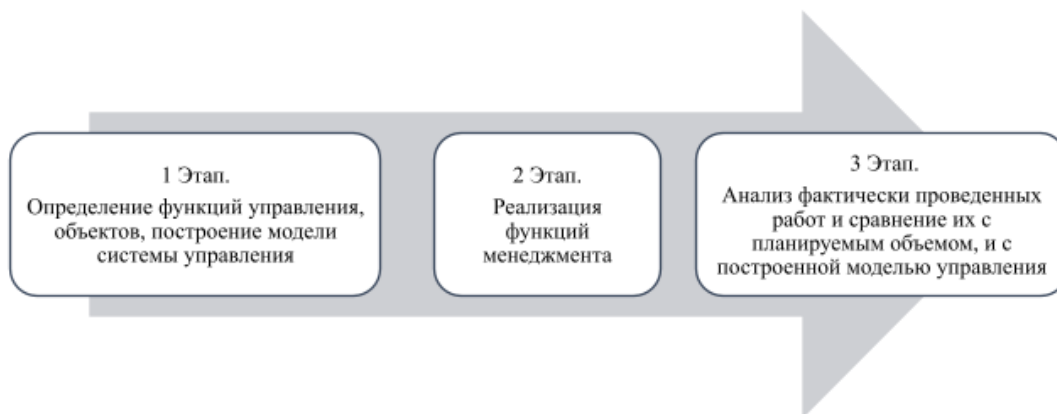 1 Этап.
Определение функций управления,
объектов, построение модели
системы управления
2 Этап.
Реализация
функций
менеджмента
3 Этап.
Анализ фактически проведенных
работ и сравнение их с
планируемым объемом, и с
построенной моделью управления